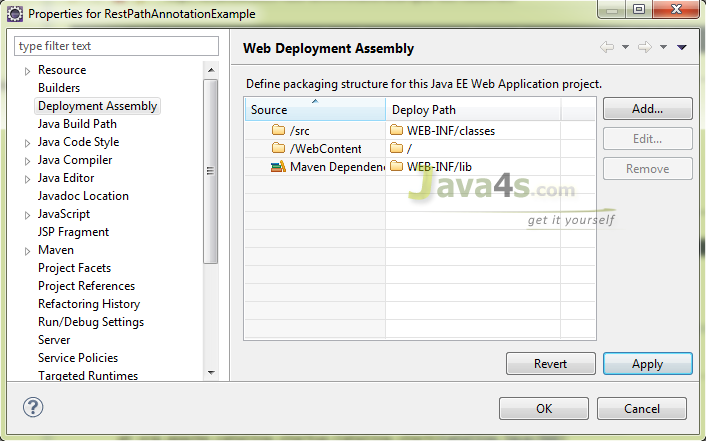 Properties for RestPathAnnotationExample
type filter text
Resource
Builders
Deployment Assembly
Java Build Path
Java Code Style
Java Compiler
Java Editor
Javadoc Location
JavaScript
JSP Fragment
Maven
Project Facets
Project References
Refactoring History
Run/Debug Settings
Server
Service Policies
Targeted Runtimes
Web Deployment Assembly
Define packaging structure for this Java EE Web Application project.
Source Deploy Path
/src WEB-INF/classes
/WebContent /
Maven Dependenc WEB-INF/lib
Java4s.com
get it yourself
Add...
Edit...
Remove
Revert Apply
OK Cancel